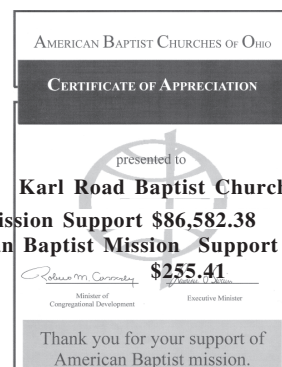 AMERICAN BAPTIST CHURCHES OF OHIO
CERTIFICATE OF APPRECIATION
presented to
Karl Road Baptist Church
ission Support $86,582.38
n Baptist Mission Support
$255.41
Minister of
Congregational Development
Executive Minister
Thank you for your support of
American Baptist mission.